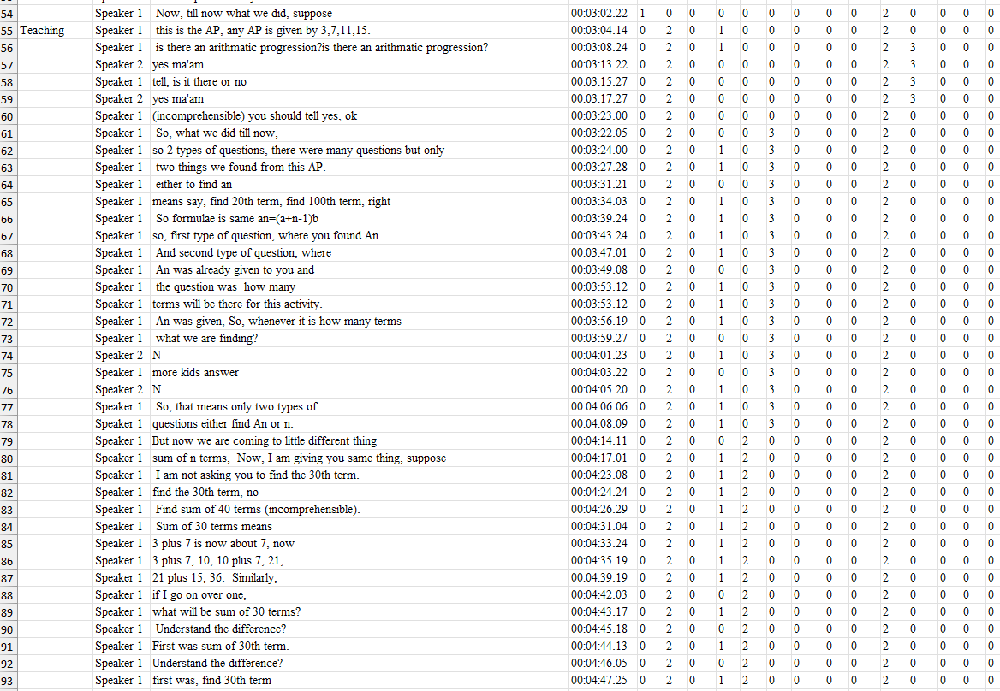 54 Speaker 1 Now, till now what we did, suppose 00:03:02.22 1 0 0 0 0 0 0 0 0 2 0 0 0 0
55 Teaching Speaker 1 this is the AP, any AP is given by 3,7,11,15. 00:03:04.14 0 2 0 1 0 0 0 0 0 2 0 0 0 0
56 Speaker 1 is there an arithmatic progression?is there an arithmatic progression? 00:03:08.24 0 2 0 1 0 0 0 0 0 2 3 0 0 0
57 Speaker 2 yes ma'am 00:03:13.22 0 2 0 0 0 0 0 0 0 2 3 0 0 0
58 Speaker 1 tell, is it there or no 00:03:15.27 0 2 0 0 0 0 0 0 0 2 3 0 0 0
59 Speaker 2 yes ma'am 00:03:17.27 0 2 0 0 0 0 0 0 0 2 3 0 0 0
60 Speaker 1 (incomprehensible) you should tell yes, ok 00:03:23.00 0 2 0 0 0 0 0 0 0 2 0 0 0 0
61 Speaker 1 So, what we did till now, 00:03:22.05 0 2 0 0 0 3 0 0 0 2 0 0 0 0
62 Speaker 1 so 2 types of questions, there were many questions but only 00:03:24.00 0 2 0 1 0 3 0 0 0 2 0 0 0 0
63 Speaker 1 two things we found from this AP. 00:03:27.28 0 2 0 1 0 3 0 0 0 2 0 0 0 0
64 Speaker 1 either to find an 00:03:31.21 0 2 0 0 0 3 0 0 0 2 0 0 0 0
65 Speaker 1 means say, find 20th term, find 100th term, right 00:03:34.03 0 2 0 1 0 3 0 0 0 2 0 0 0 0
66 Speaker 1 So formulae is same an=(a+n-1)b 00:03:39.24 0 2 0 1 0 3 0 0 0 2 0 0 0 0
67 Speaker 1 so, first type of question, where you found An. 00:03:43.24 0 2 0 1 0 3 0 0 0 2 0 0 0 0
68 Speaker 1 And second type of question, where 00:03:47.01 0 2 0 1 0 3 0 0 0 2 0 0 0 0
69 Speaker 1 An was already given to you and 00:03:49.08 0 2 0 0 0 3 0 0 0 2 0 0 0 0
70 Speaker 1 the question was  how many 00:03:53.12 0 2 0 1 0 3 0 0 0 2 0 0 0 0
71 Speaker 1 terms will be there for this activity. 00:03:53.12 0 2 0 1 0 3 0 0 0 2 0 0 0 0
72 Speaker 1 An was given, So, whenever it is how many terms 00:03:56.19 0 2 0 1 0 3 0 0 0 2 0 0 0 0
73 Speaker 1 what we are finding? 00:03:59.27 0 2 0 0 0 3 0 0 0 2 0 0 0 0
74 Speaker 2 N 00:04:01.23 0 2 0 1 0 3 0 0 0 2 0 0 0 0
75 Speaker 1 more kids answer 00:04:03.22 0 2 0 0 0 3 0 0 0 2 0 0 0 0
76 Speaker 2 N 00:04:05.20 0 2 0 1 0 3 0 0 0 2 0 0 0 0
77 Speaker 1 So, that means only two types of 00:04:06.06 0 2 0 1 0 3 0 0 0 2 0 0 0 0
78 Speaker 1 questions either find An or n. 00:04:08.09 0 2 0 1 0 3 0 0 0 2 0 0 0 0
79 Speaker 1 But now we are coming to little different thing 00:04:14.11 0 2 0 0 2 0 0 0 0 2 0 0 0 0
80 Speaker 1 sum of n terms,  Now, I am giving you same thing, suppose 00:04:17.01 0 2 0 1 2 0 0 0 0 2 0 0 0 0
81 Speaker 1 I am not asking you to find the 30th term. 00:04:23.08 0 2 0 1 2 0 0 0 0 2 0 0 0 0
82 Speaker 1 find the 30th term, no 00:04:24.24 0 2 0 1 2 0 0 0 0 2 0 0 0 0
83 Speaker 1 Find sum of 40 terms (incomprehensible). 00:04:26.29 0 2 0 1 2 0 0 0 0 2 0 0 0 0
84 Speaker 1 Sum of 30 terms means 00:04:31.04 0 2 0 1 2 0 0 0 0 2 0 0 0 0
85 Speaker 1 3 plus 7 is now about 7, now 00:04:33.24 0 2 0 1 2 0 0 0 0 2 0 0 0 0
86 Speaker 1 3 plus 7, 10, 10 plus 7, 21, 00:04:35.19 0 2 0 1 2 0 0 0 0 2 0 0 0 0
87 Speaker 1 21 plus 15, 36.  Similarly, 00:04:39.19 0 2 0 1 2 0 0 0 0 2 0 0 0 0
88 Speaker 1 if I go on over one, 00:04:42.03 0 2 0 0 2 0 0 0 0 2 0 0 0 0
89 Speaker 1 what will be sum of 30 terms? 00:04:43.17 0 2 0 1 2 0 0 0 0 2 0 0 0 0
90 Speaker 1 Understand the difference? 00:04:45.18 0 2 0 0 2 0 0 0 0 2 0 0 0 0
91 Speaker 1 First was sum of 30th term. 00:04:44.13 0 2 0 1 2 0 0 0 0 2 0 0 0 0
92 Speaker 1 Understand the difference? 00:04:46.05 0 2 0 0 2 0 0 0 0 2 0 0 0 0
93 Speaker 1 first was, find 30th term 00:04:47.25 0 2 0 1 2 0 0 0 0 2 0 0 0 0